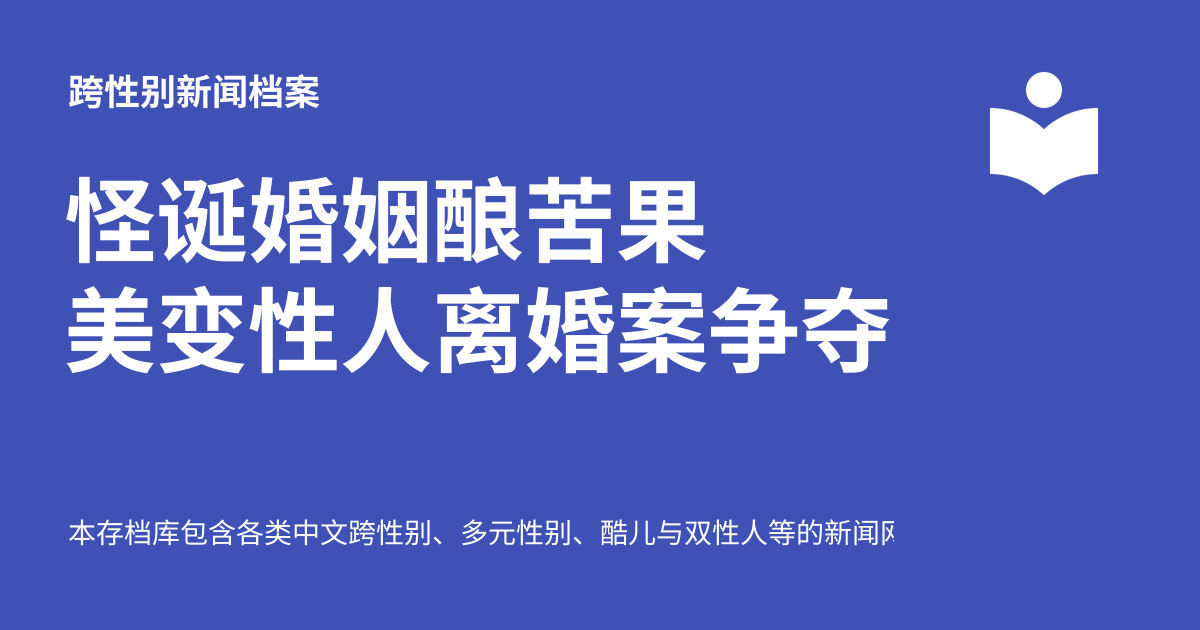 跨性别新闻档案
怪诞婚姻酿苦果
美变性人离婚案争夺
本存档库包含各类中文跨性别、多元性别、酷儿与双性人等的新闻